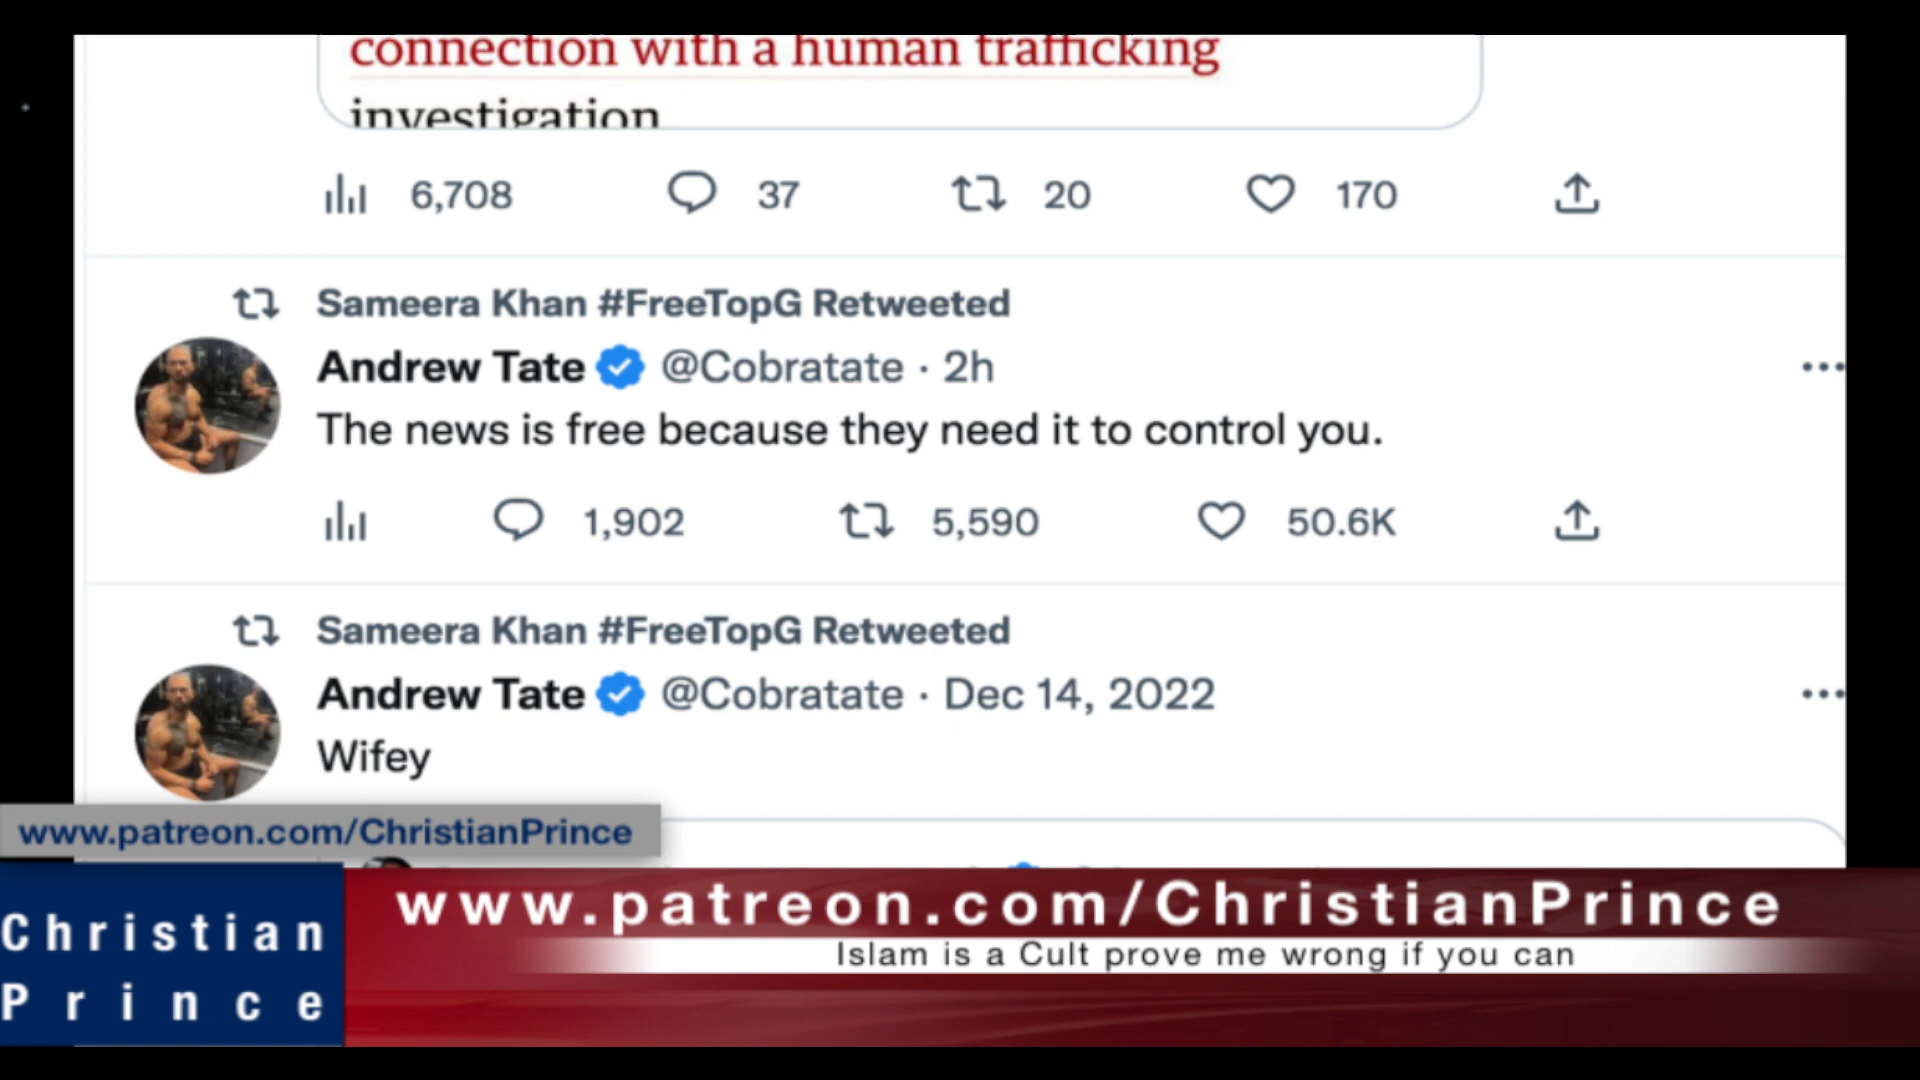 connection with a human trafficking
investigation
6,708 37 20 170
Sameera Khan #FreeTopG Retweeted
Andrew Tate @Cobratate · 2h
The news is free because they need it to control you.
1,902 5,590 50.6K
Sameera Khan #FreeTopG Retweeted
Andrew Tate @Cobratate · Dec 14, 2022
Wifey
www.patreon.com/ChristianPrince
www.patreon.com/ChristianPrince
Islam is a Cult prove me wrong if you can
Christian
Prince